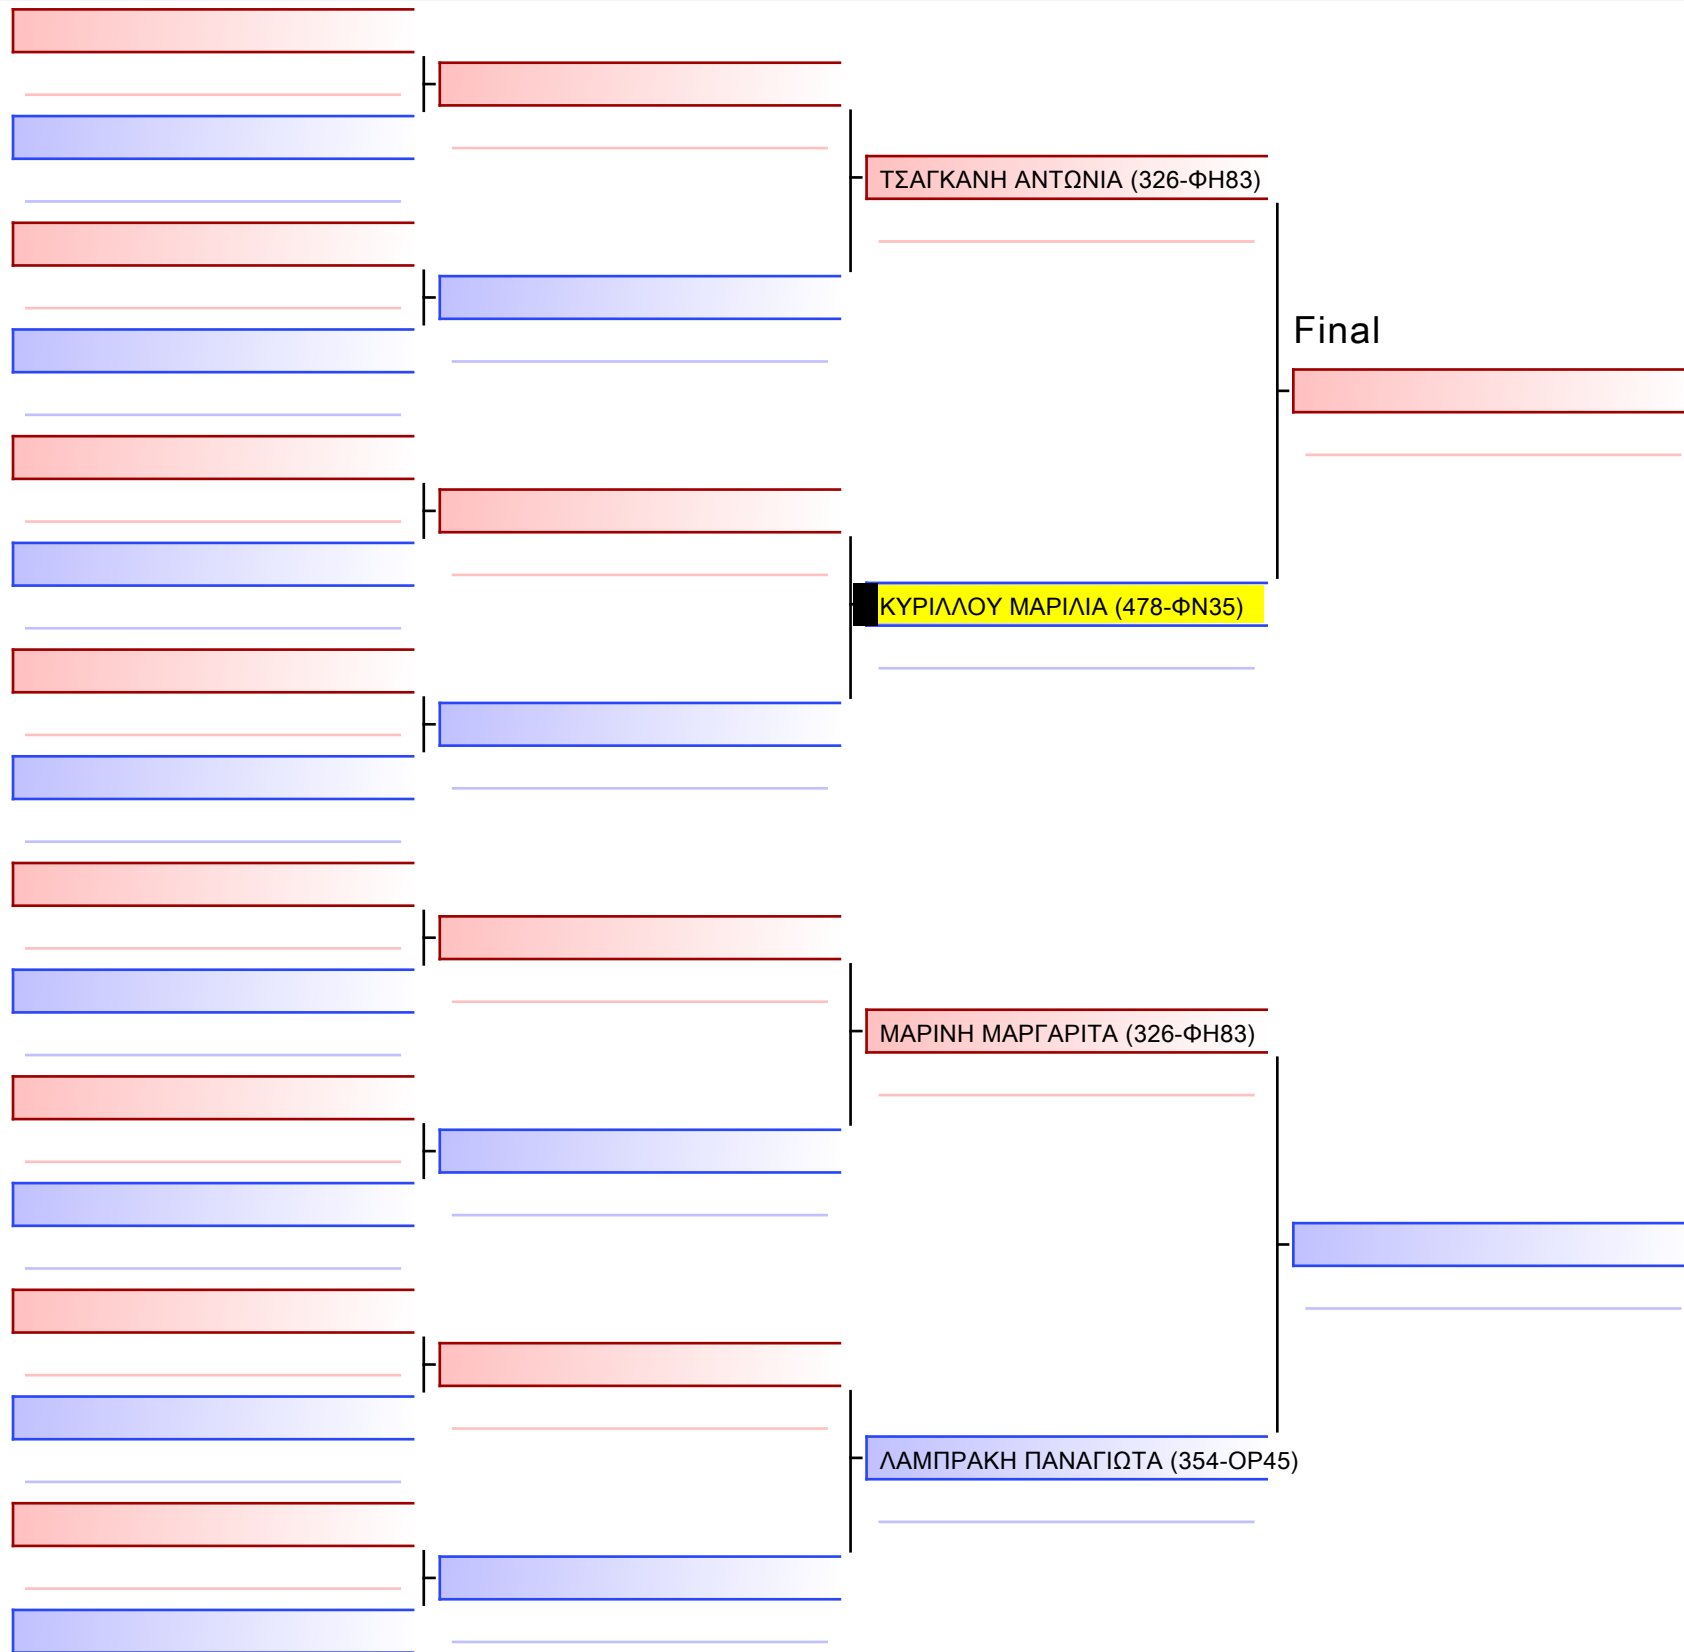 ΤΣΑΓΚΑΝΗ ΑΝΤΩΝΙΑ (326-ΦΗ83)
Final
ΚΥΡΙΛΛΟΥ ΜΑΡΙΛΙΑ (478-ΦΝ35)
ΜΑΡΙΝΗ ΜΑΡΓΑΡΙΤΑ (326-ΦΗ83)
ΛΑΜΠΡΑΚΗ ΠΑΝΑΓΙΩΤΑ (354-ΟΡ45)